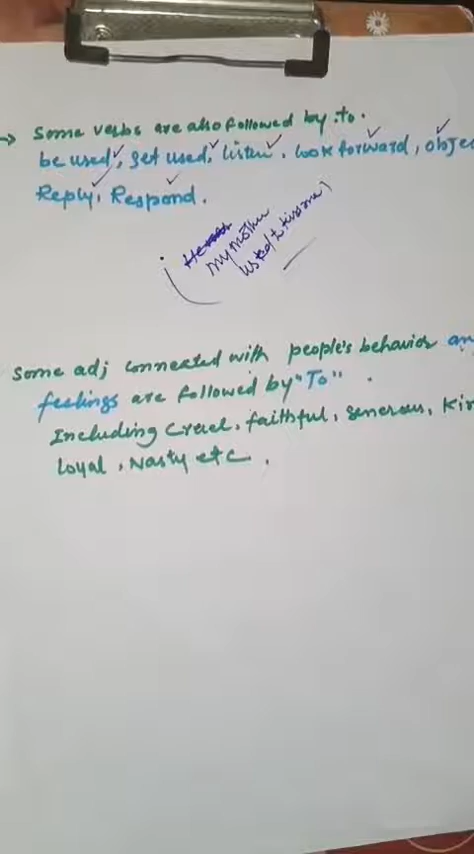 → Some verbs are also followed by .to.
be used, get used, listen, look forward, objec
Reply, Respond.
my mother
used to kiss me)
Some adj connected with people's behavior an
feelings are followed by "To" .
Including cruel, faithful, generous, kin
loyal, Nasty etc .